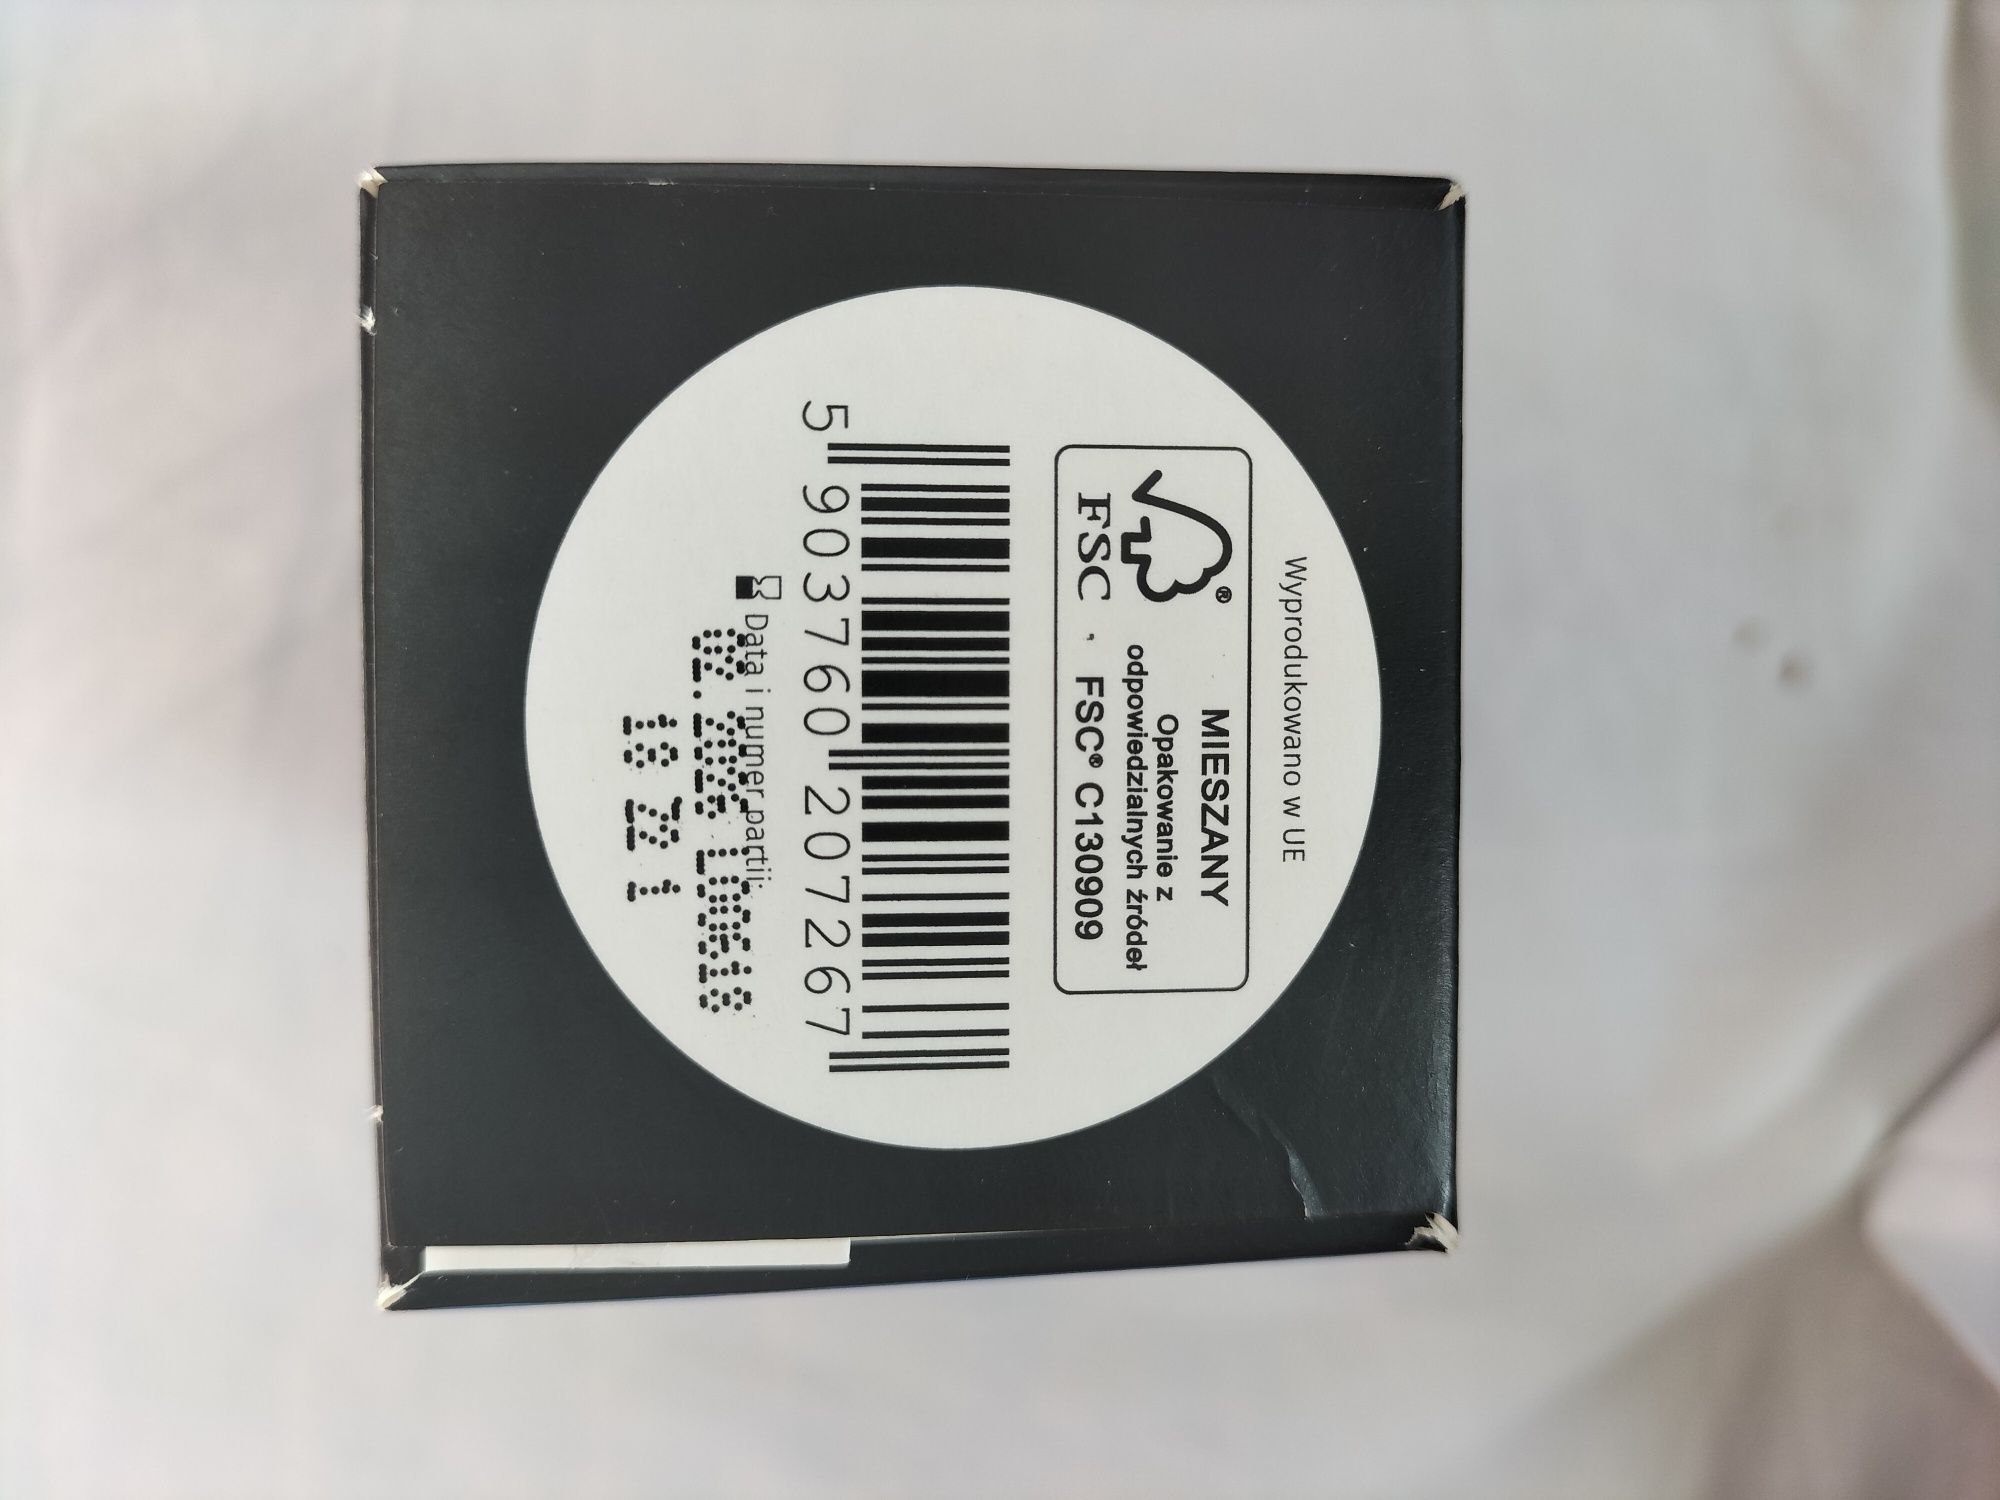 Wyprodukowano w UE
MIESZANY
Opakowanie z
odpowiedzialnych źródeł
FSC® C130909
®
FSC
5 903760 207267
Data i numer partii: